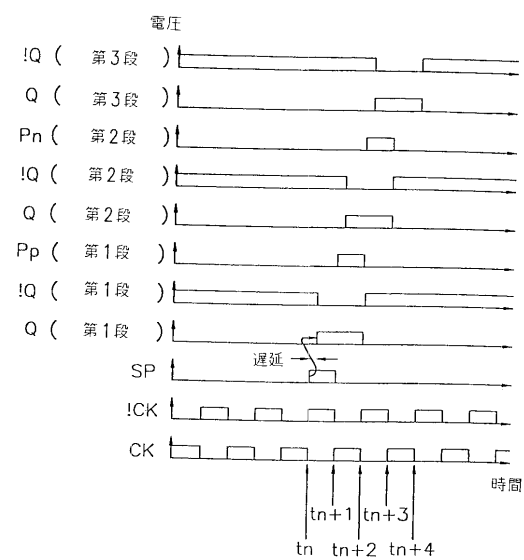 電圧
!Q ( 第3段 )
Q ( 第3段 )
Pn ( 第2段 )
!Q ( 第2段 )
Q ( 第2段 )
Pp ( 第1段 )
!Q ( 第1段 )
Q ( 第1段 )
遅延
SP
!CK
CK
時間
tn+1 tn+3
tn tn+2 tn+4